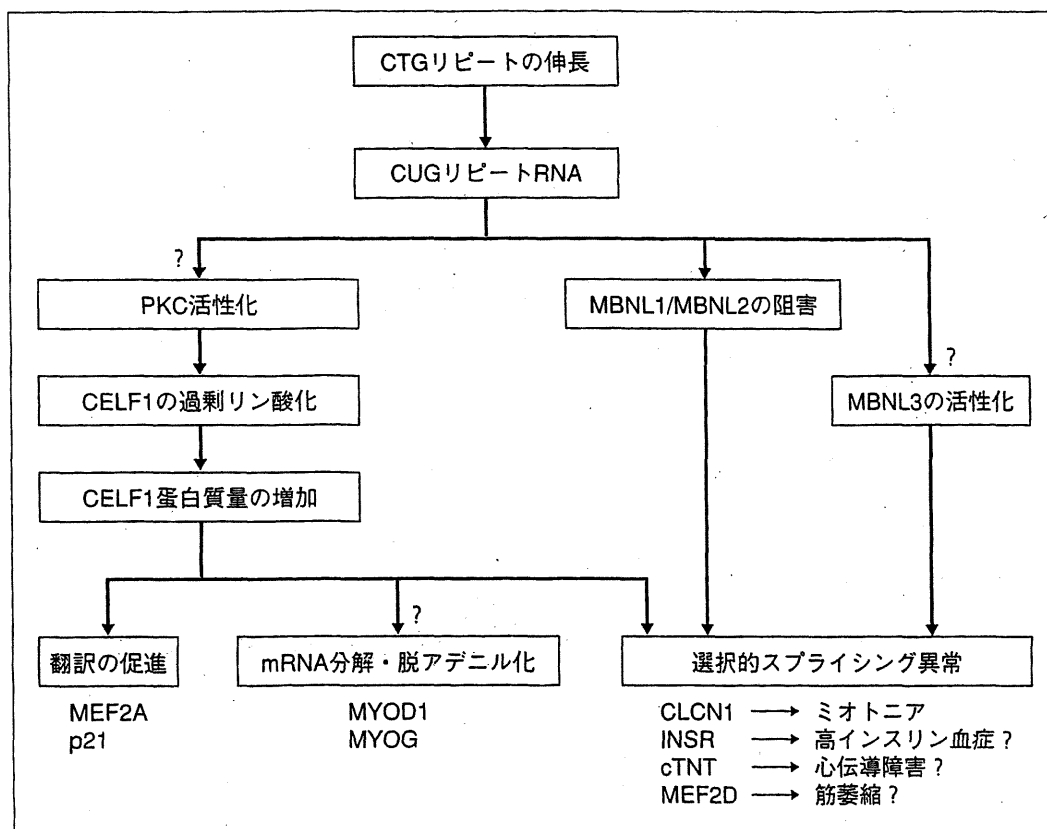 CTGリピートの伸長
CUGリピートRNA
?
PKC活性化
MBNL1/MBNL2の阻害
?
CELF1の過剰リン酸化
MBNL3の活性化
CELF1蛋白質量の増加
?
翻訳の促進
mRNA分解・脱アデニル化
選択的スプライシング異常
MEF2A
p21
MYOD1
MYOG
CLCN1 → ミオトニア
INSR → 高インスリン血症?
cTNT → 心伝導障害?
MEF2D → 筋萎縮?